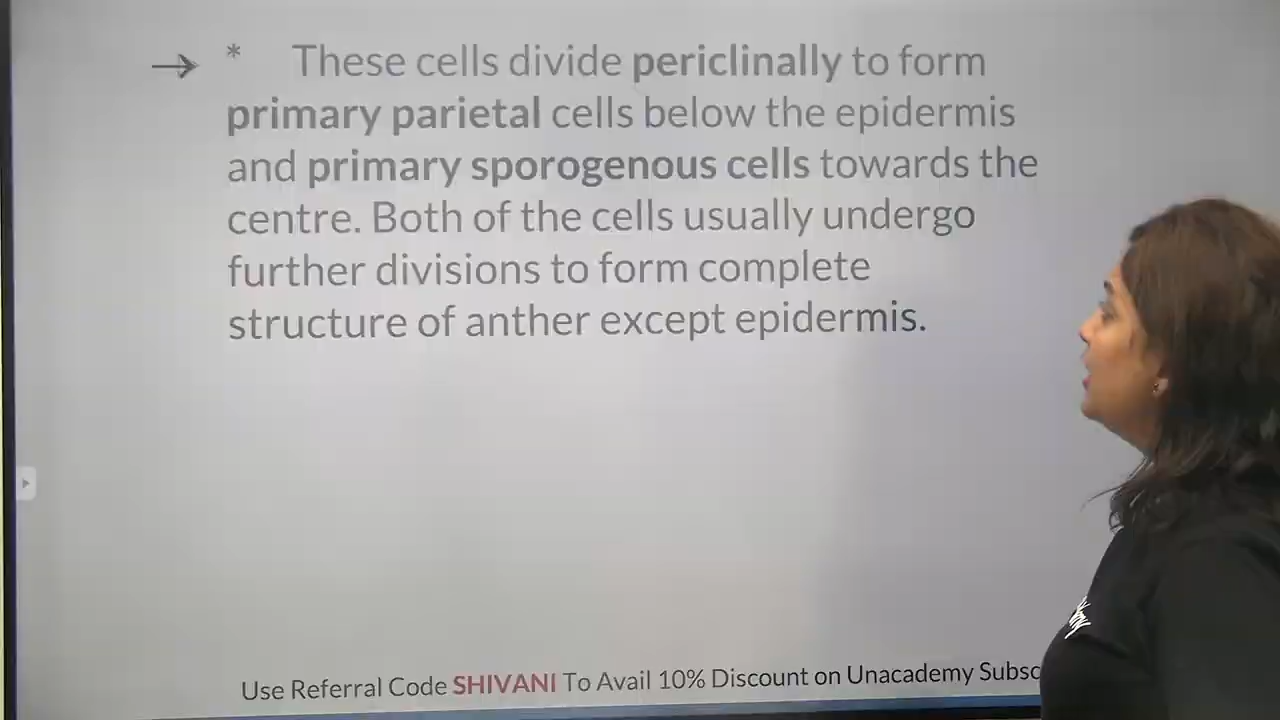 → * These cells divide periclinally to form
primary parietal cells below the epidermis
and primary sporogenous cells towards the
centre. Both of the cells usually undergo
further divisions to form complete
structure of anther except epidermis.
Use Referral Code SHIVANI To Avail 10% Discount on Unacademy Subsc